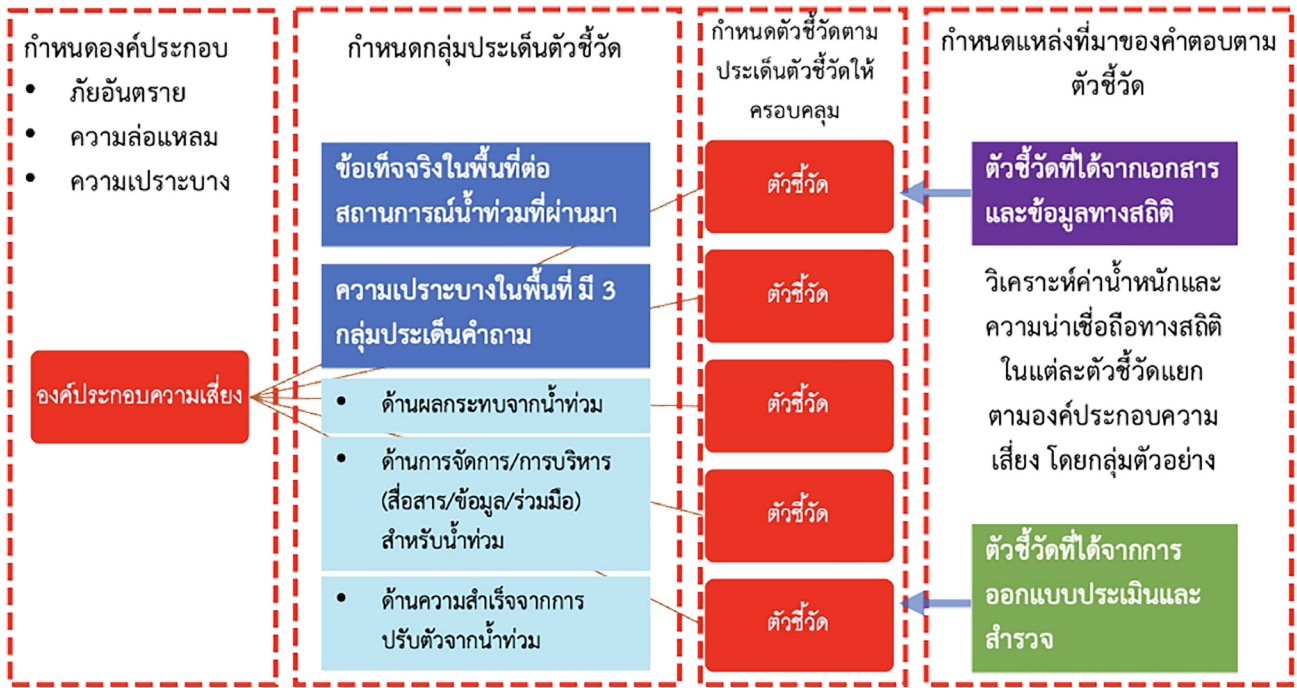 กำหนดองค์ประกอบ
• ภัยอันตราย
• ความล่อแหลม
• ความเปราะบาง
องค์ประกอบความเสี่ยง
กำหนดกลุ่มประเด็นตัวชี้วัด
ข้อเท็จจริงในพื้นที่ต่อ
สถานการณ์น้ำท่วมที่ผ่านมา
ความเปราะบางในพื้นที่ มี 3
กลุ่มประเด็นคำถาม
• ด้านผลกระทบจากน้ำท่วม
• ด้านการจัดการ/การบริหาร
(สื่อสาร/ข้อมูล/ร่วมมือ)
สำหรับน้ำท่วม
• ด้านความสำเร็จจากการ
ปรับตัวจากน้ำท่วม
กำหนดตัวชี้วัดตาม
ประเด็นตัวชี้วัดให้
ครอบคลุม
ตัวชี้วัด
ตัวชี้วัด
ตัวชี้วัด
ตัวชี้วัด
ตัวชี้วัด
กำหนดแหล่งที่มาของคำตอบตาม
ตัวชี้วัด
ตัวชี้วัดที่ได้จากเอกสาร
และข้อมูลทางสถิติ
วิเคราะห์ค่าน้ำหนักและ
ความน่าเชื่อถือทางสถิติ
ในแต่ละตัวชี้วัดแยก
ตามองค์ประกอบความ
เสี่ยง โดยกลุ่มตัวอย่าง
ตัวชี้วัดที่ได้จากการ
ออกแบบประเมินและ
สำรวจ